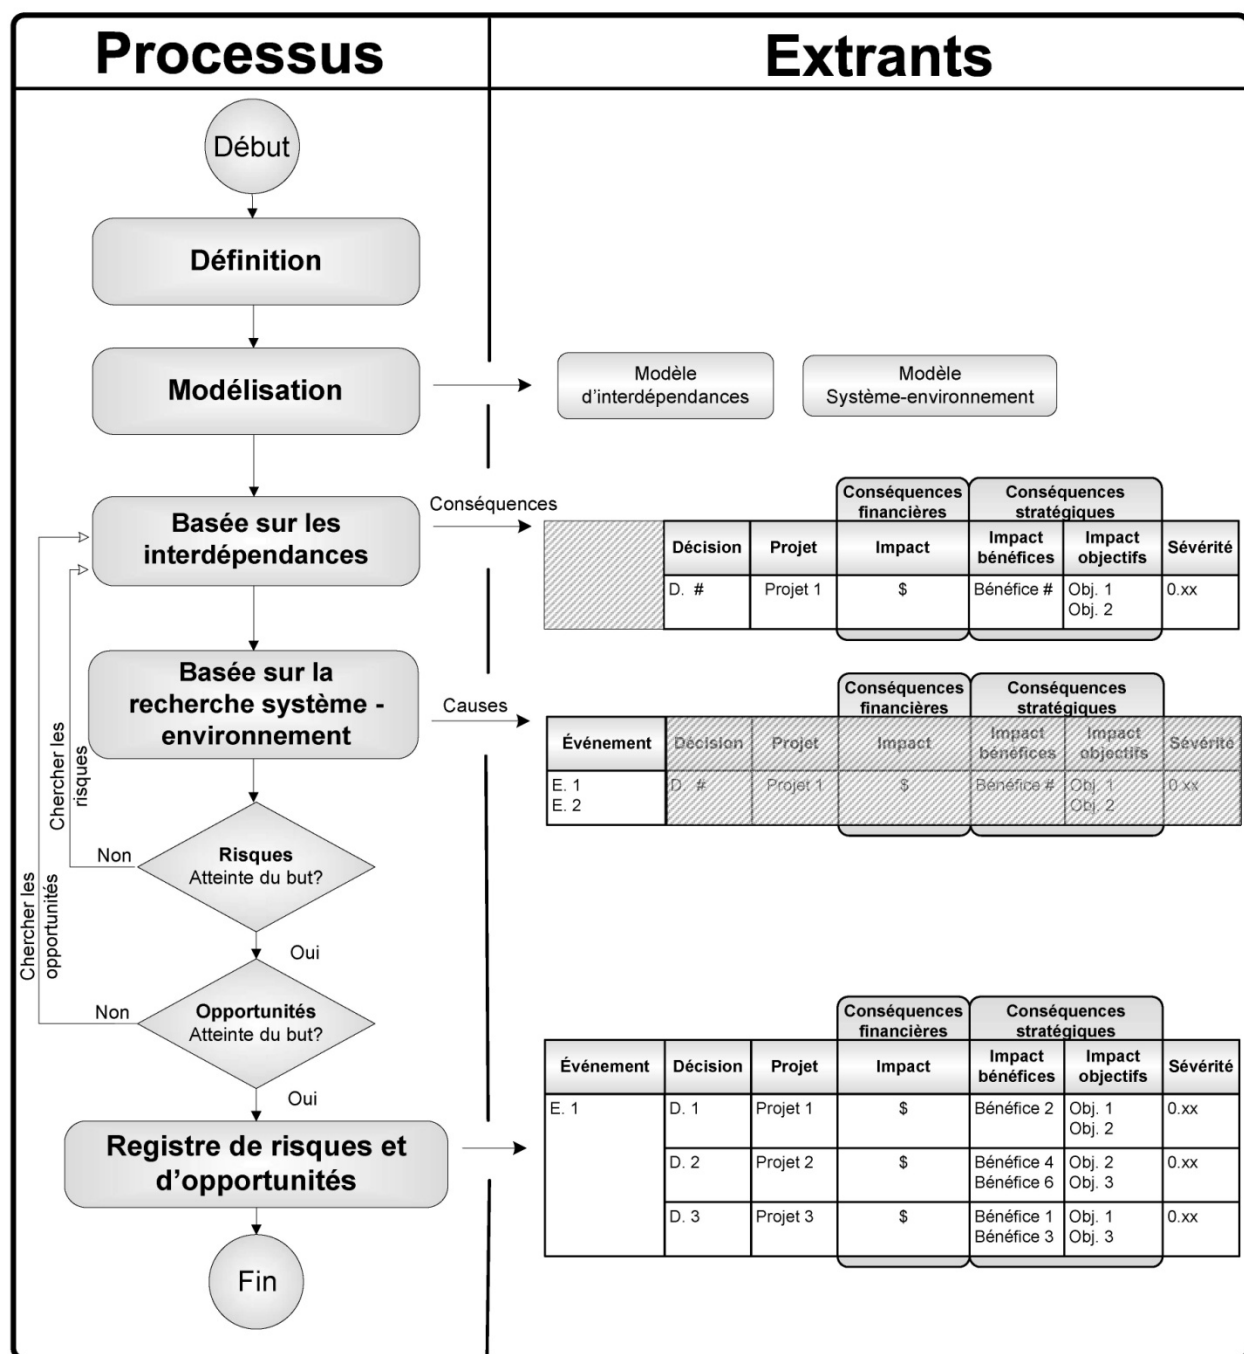 Processus
Extrants
Début
Définition
Modélisation
Modèle
d'interdépendances
Modèle
Système-environnement
Basée sur les
interdépendances
Conséquences
Conséquences
financières
Conséquences
stratégiques
Décision
Projet
Impact
Impact
bénéfices
Impact
objectifs
Sévérité
D. #
Projet 1
$
Bénéfice #
Obj. 1
Obj. 2
0.xx
Basée sur la
recherche système -
environnement
Causes
Conséquences
financières
Conséquences
stratégiques
Événement
Décision
Projet
Impact
Impact
bénéfices
Impact
objectifs
Sévérité
E. 1
E. 2
D. #
Projet 1
$
Bénéfice #
Obj. 1
Obj. 2
0.xx
Chercher les
risques
Non
Risques
Atteinte du but?
Oui
Chercher les
opportunités
Non
Opportunités
Atteinte du but?
Oui
Registre de risques et
d'opportunités
Conséquences
financières
Conséquences
stratégiques
Événement
Décision
Projet
Impact
Impact
bénéfices
Impact
objectifs
Sévérité
E. 1
D. 1
Projet 1
$
Bénéfice 2
Obj. 1
Obj. 2
0.xx
D. 2
Projet 2
$
Bénéfice 4
Bénéfice 6
Obj. 2
Obj. 3
0.xx
D. 3
Projet 3
$
Bénéfice 1
Bénéfice 3
Obj. 1
Obj. 3
0.xx
Fin